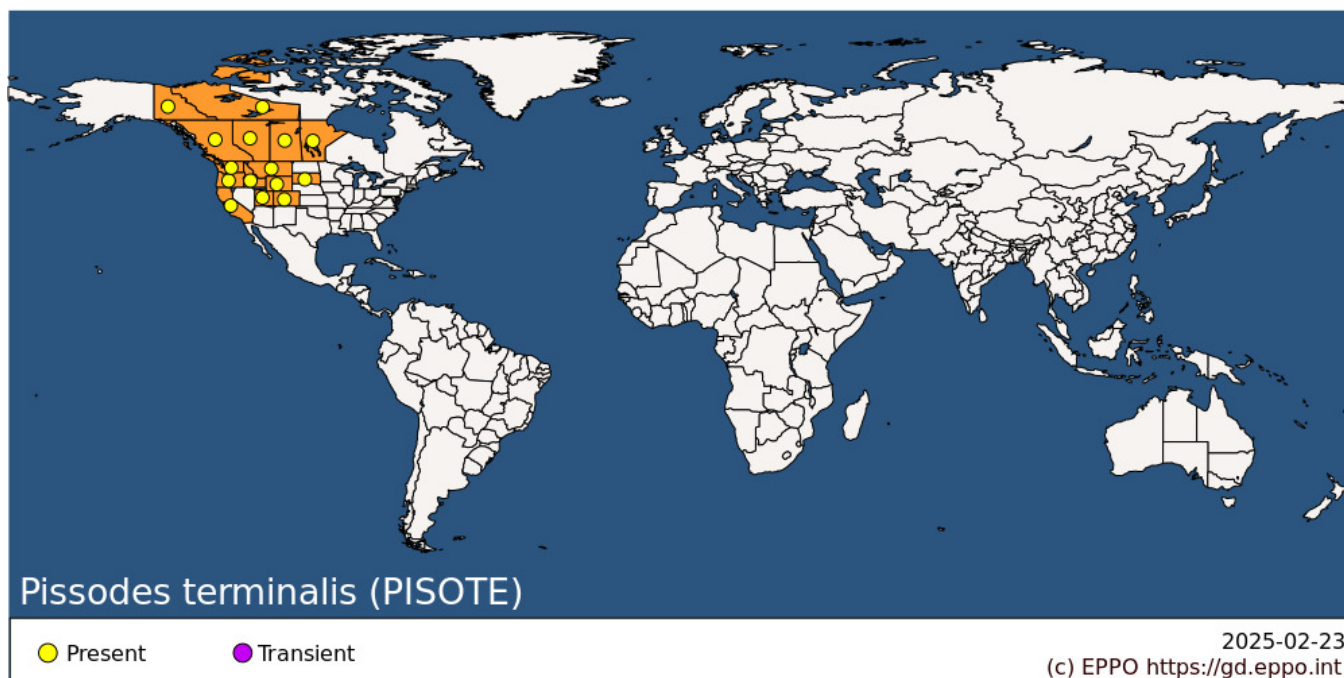 Pissodes terminalis (PISOTE)
Present
Transient
2025-02-23
(c) EPPO https://gd.eppo.int